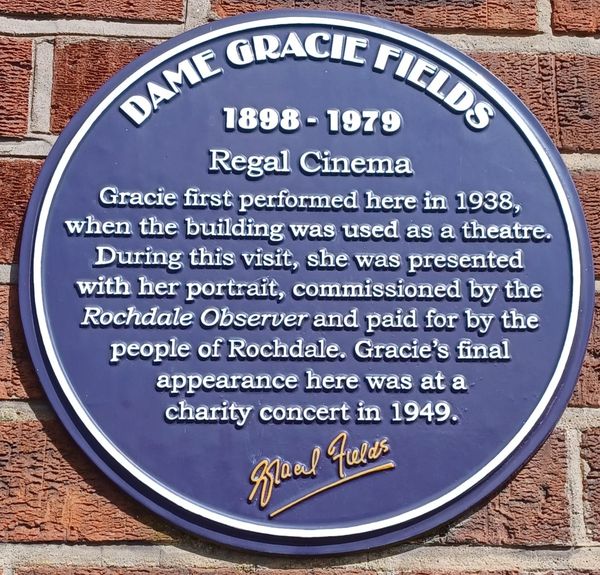 DAME GRACIE FIELDS
1898 - 1979
Regal Cinema
Gracie first performed here in 1938,
when the building was used as a theatre.
During this visit, she was presented
with her portrait, commissioned by the
Rochdale Observer and paid for by the
people of Rochdale. Gracie's final
appearance here was at a
charity concert in 1949.
Gracie Fields